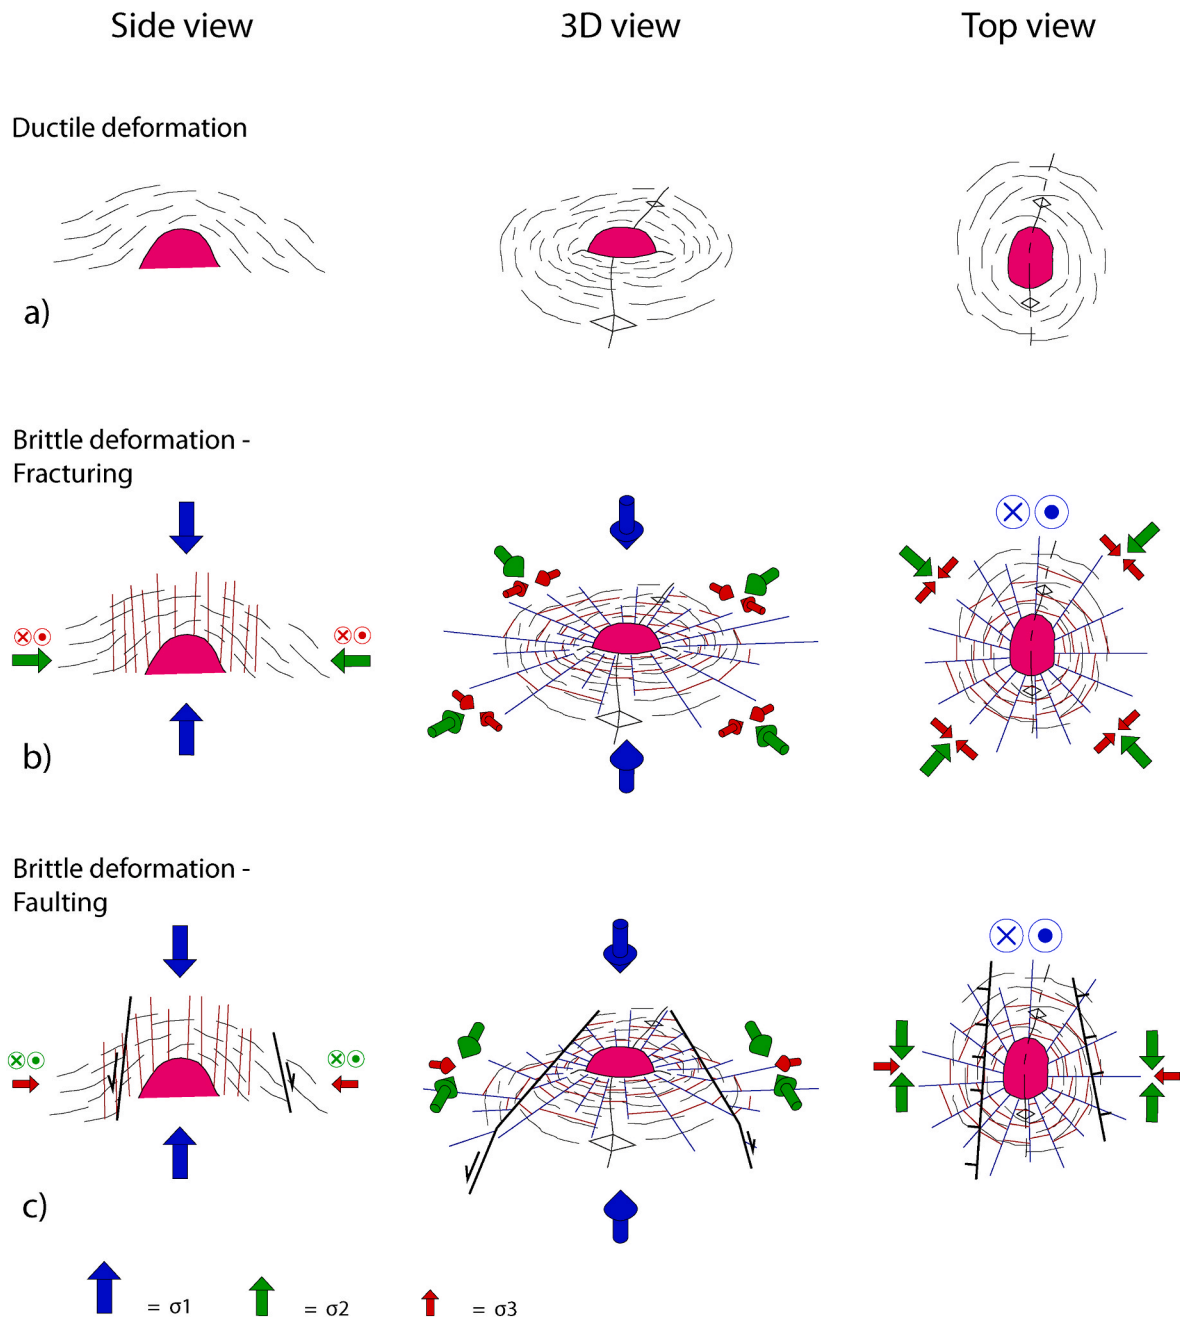 Side view
3D view
Top view
Ductile deformation
a)
Brittle deformation -
Fracturing
b)
Brittle deformation -
Faulting
c)
= σ1
= σ2
= σ3